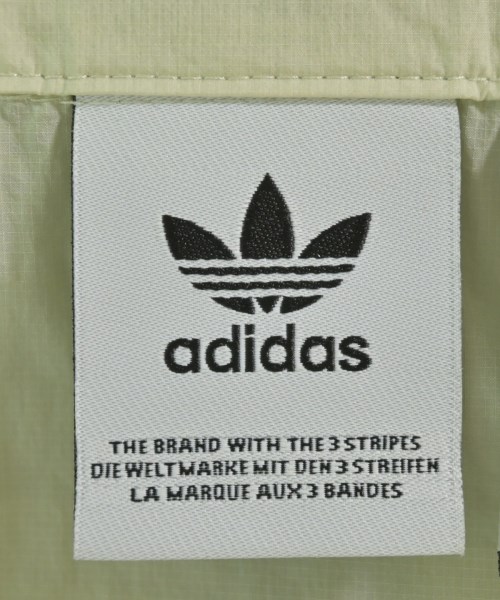 adidas
THE BRAND WITH THE 3 STRIPES
DIE WELTMARKE MIT DEN 3 STREIFEN
LA MARQUE AUX 3 BANDES